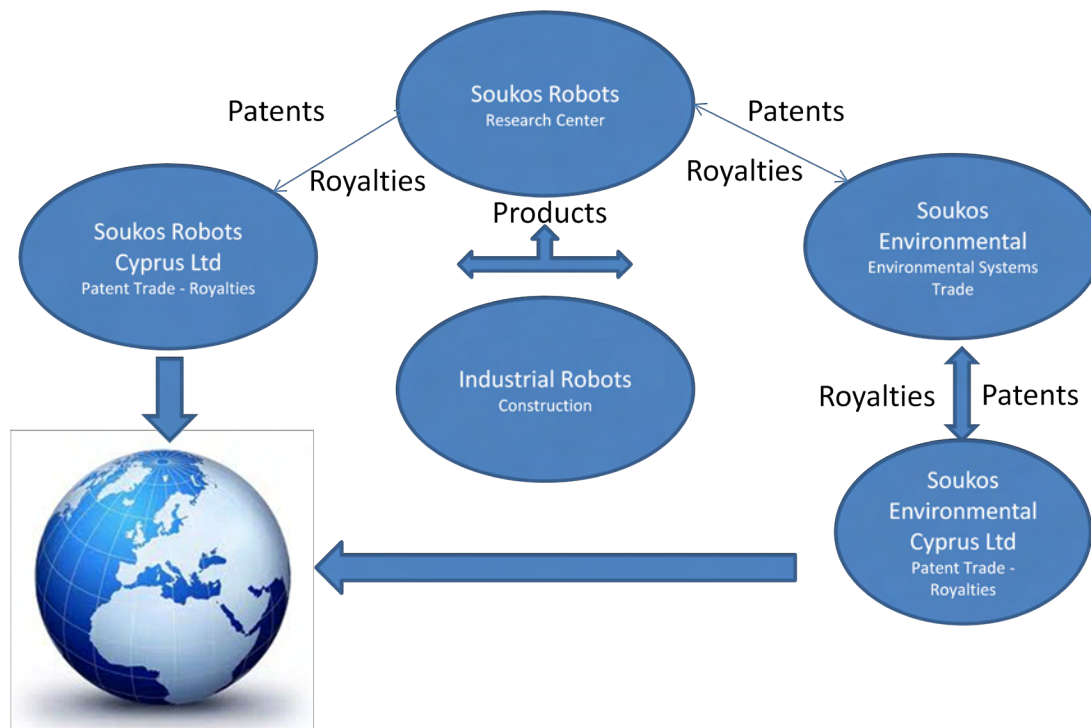 Soukos Robots
Research Center
Patents
Patents
Royalties
Royalties
Products
Soukos Robots
Cyprus Ltd
Patent Trade - Royalties
Soukos
Environmental
Environmental Systems
Trade
Industrial Robots
Construction
Royalties
Patents
Soukos
Environmental
Cyprus Ltd
Patent Trade -
Royalties